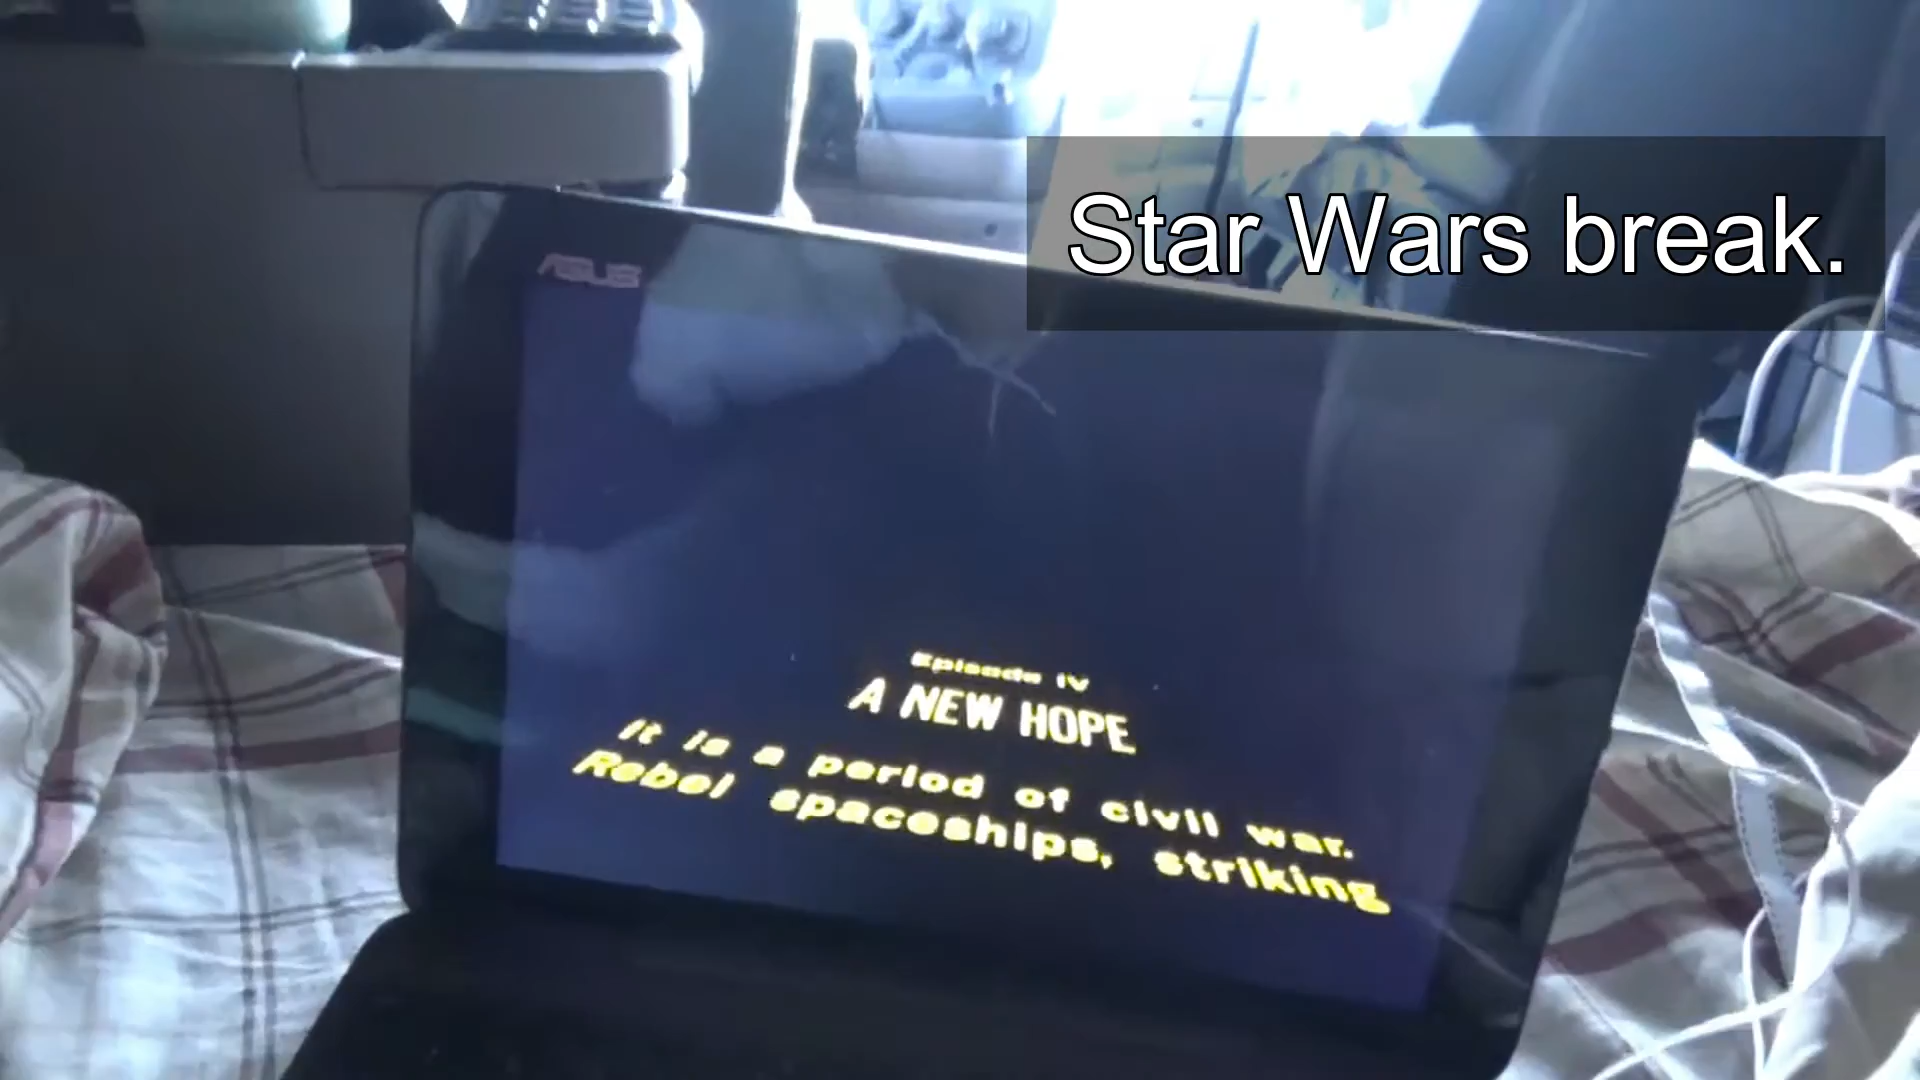 Star Wars break.
ASUS
Episode IV
A NEW HOPE
It is a period of civil war.
Rebel spaceships, striking